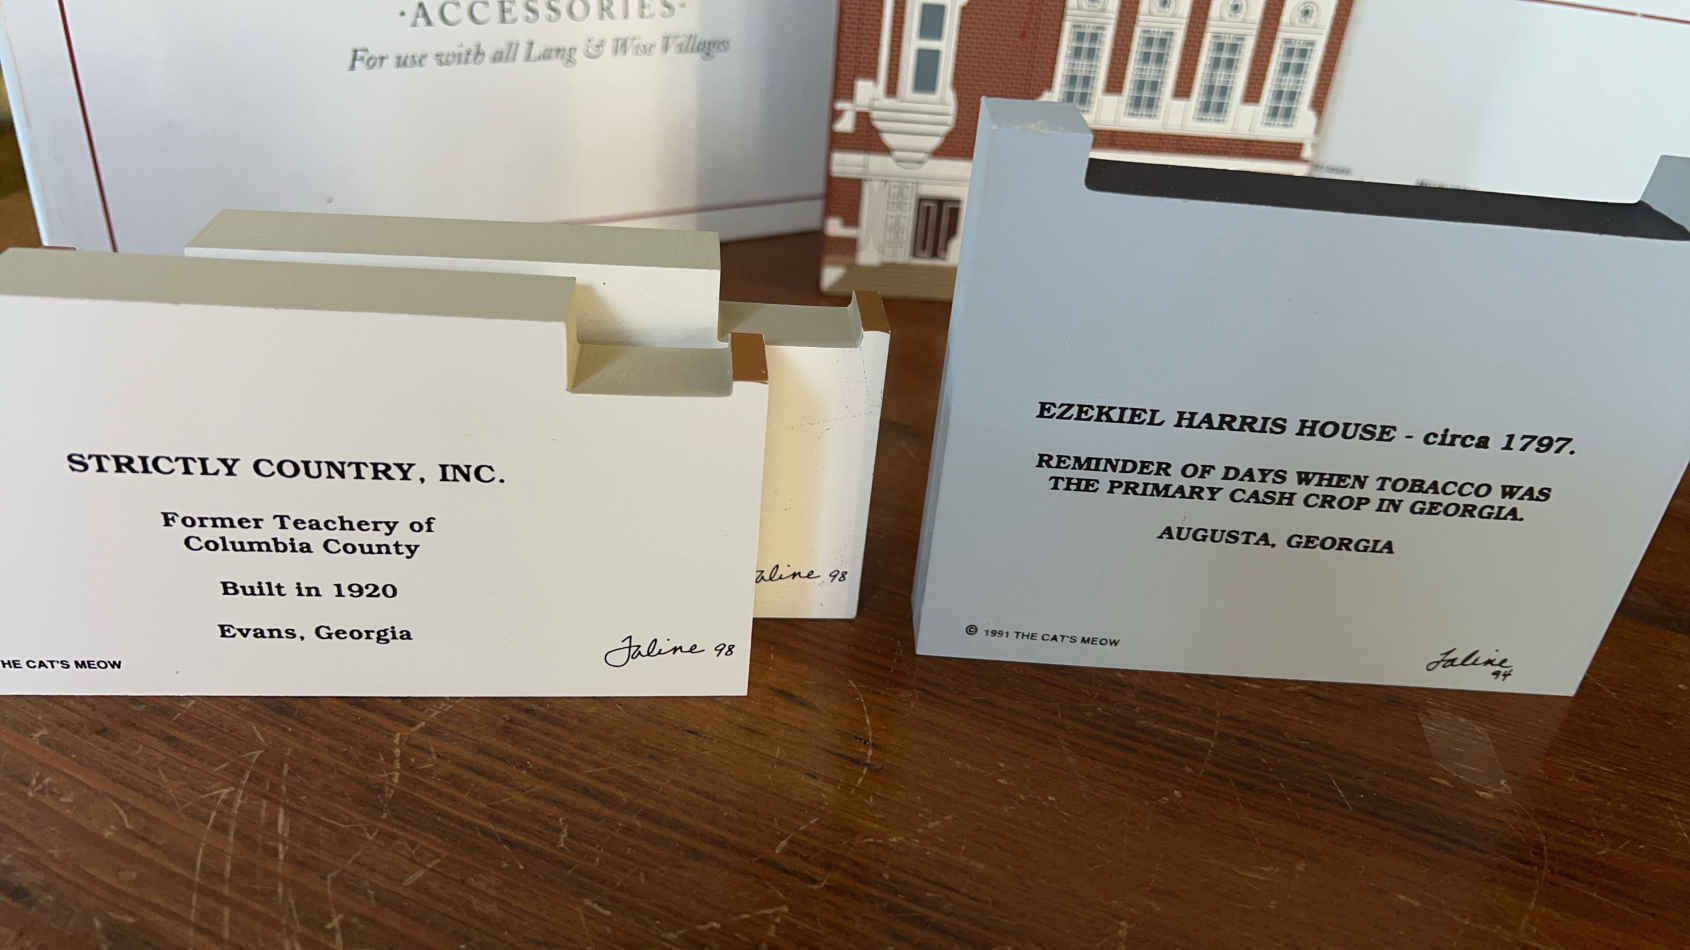 ·ACCESSORIES·
For use with all Lang & Wise Villages
STRICTLY COUNTRY, INC.
Former Teachery of
Columbia County
Built in 1920
Evans, Georgia
HE CAT'S MEOW
Faline 98
aline 98
EZEKIEL HARRIS HOUSE - circa 1797.
REMINDER OF DAYS WHEN TOBACCO WAS
THE PRIMARY CASH CROP IN GEORGIA.
AUGUSTA, GEORGIA
© 1991 THE CAT'S MEOW
Faline
94